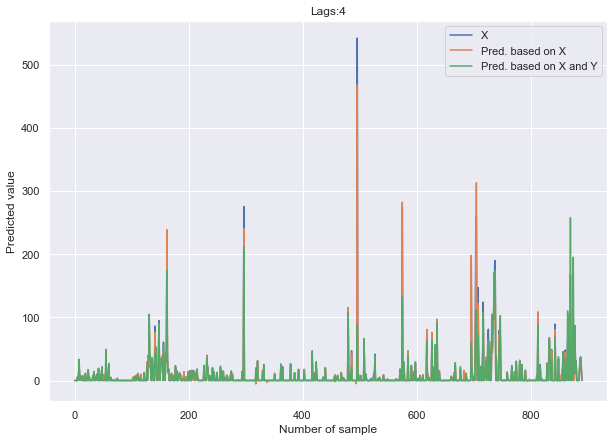 Lags:4
X
Pred. based on X
Pred. based on X and Y
Predicted value
500
400
300
200
100
0
0 200 400 600 800
Number of sample